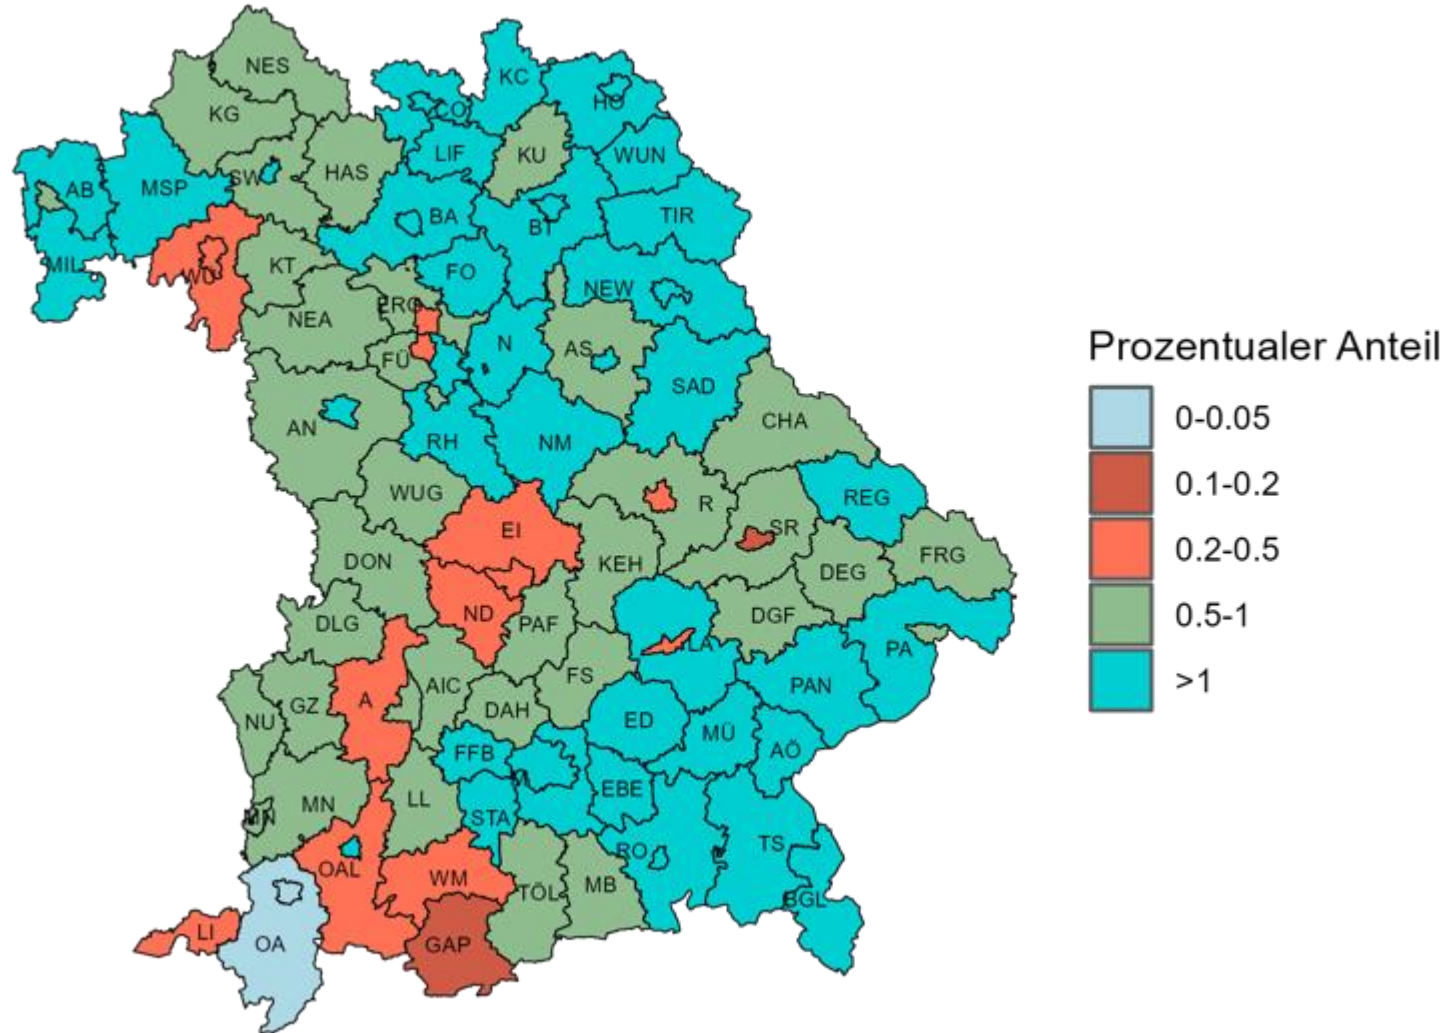 NES
KC
KG
CO
HO
LIF
KU
WUN
HAS
SW
AB
MSP
BA
TIR
BT
MIL
WÜ
KT
FO
NEW
ERC
NEA
N
AS
FÜ
SAD
AN
RH
NM
CHA
WUG
R
REG
EI
SR
DON
KEH
DEG
FRG
ND
DLG
PAF
DGF
LA
PA
AIC
FS
PAN
A
GZ
DAH
NU
ED
MÜ
AÖ
FFB
M
EBE
MN
LL
STA
MN
TS
RO
OAL
WM
TÖL
MB
BGL
LI
OA
GAP
Prozentualer Anteil
0-0.05
0.1-0.2
0.2-0.5
0.5-1
>1